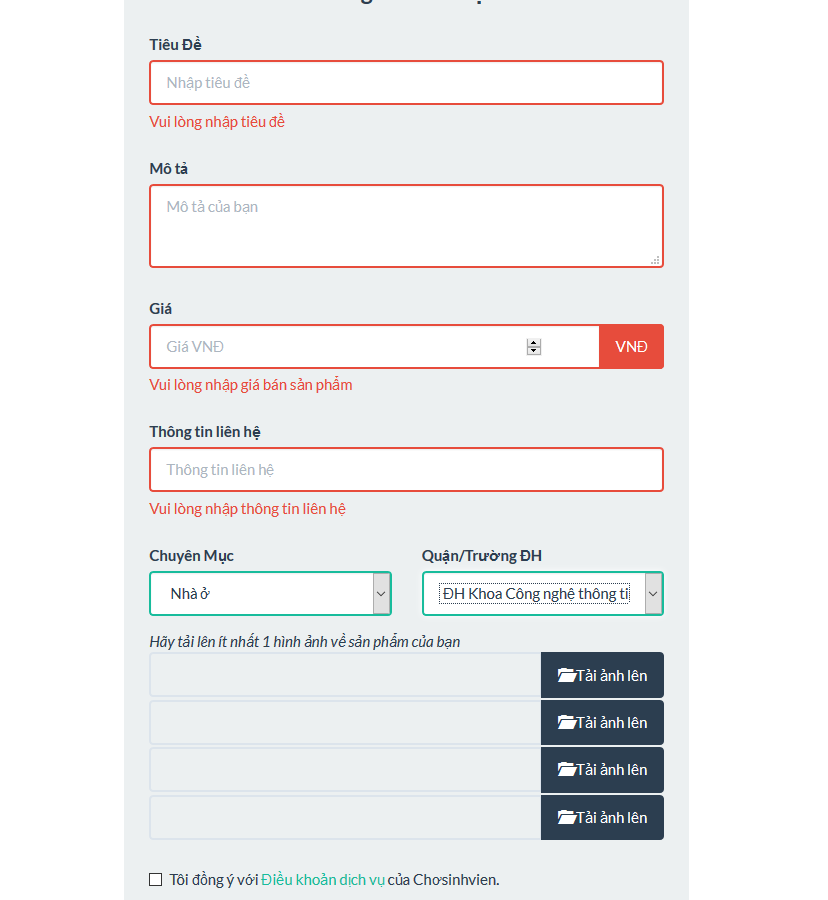 Tiêu Đề
Nhập tiêu đề
Vui lòng nhập tiêu đề
Mô tả
Mô tả của bạn
Giá
Giá VNĐ
VNĐ
Vui lòng nhập giá bán sản phẩm
Thông tin liên hệ
Thông tin liên hệ
Vui lòng nhập thông tin liên hệ
Chuyên Mục
Quận/Trường ĐH
Nhà ở
ĐH Khoa Công nghệ thông ti
Hãy tải lên ít nhất 1 hình ảnh về sản phẩm của bạn
Tải ảnh lên
Tải ảnh lên
Tải ảnh lên
Tải ảnh lên
Tôi đồng ý với Điều khoản dịch vụ của Chợsinhvien.